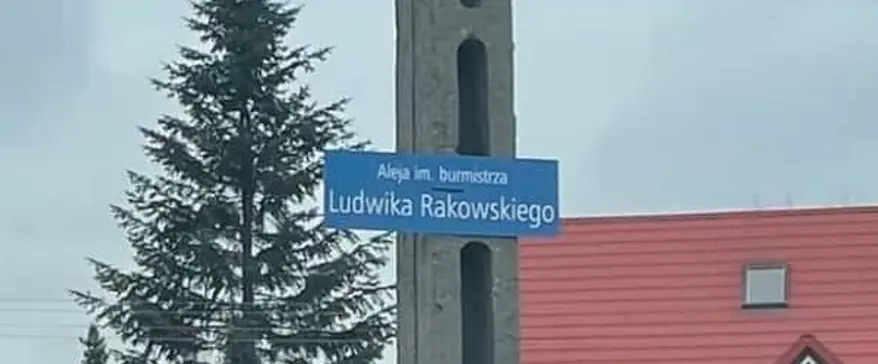 Aleja im. burmistrza
Ludwika Rakowskiego